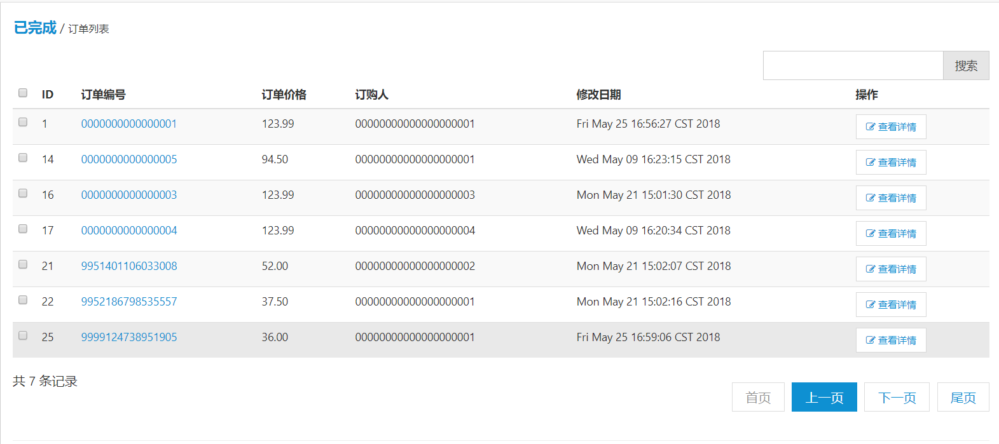 已完成 / 订单列表
搜索
ID 订单编号 订单价格 订购人 修改日期 操作
1 0000000000000001 123.99 00000000000000000001 Fri May 25 16:56:27 CST 2018 查看详情
14 0000000000000005 94.50 00000000000000000001 Wed May 09 16:23:15 CST 2018 查看详情
16 0000000000000003 123.99 00000000000000000003 Mon May 21 15:01:30 CST 2018 查看详情
17 0000000000000004 123.99 00000000000000000004 Wed May 09 16:20:34 CST 2018 查看详情
21 9951401106033008 52.00 00000000000000000002 Mon May 21 15:02:07 CST 2018 查看详情
22 9952186798535557 37.50 00000000000000000001 Mon May 21 15:02:16 CST 2018 查看详情
25 9999124738951905 36.00 00000000000000000001 Fri May 25 16:59:06 CST 2018 查看详情
共 7 条记录
首页 上一页 下一页 尾页